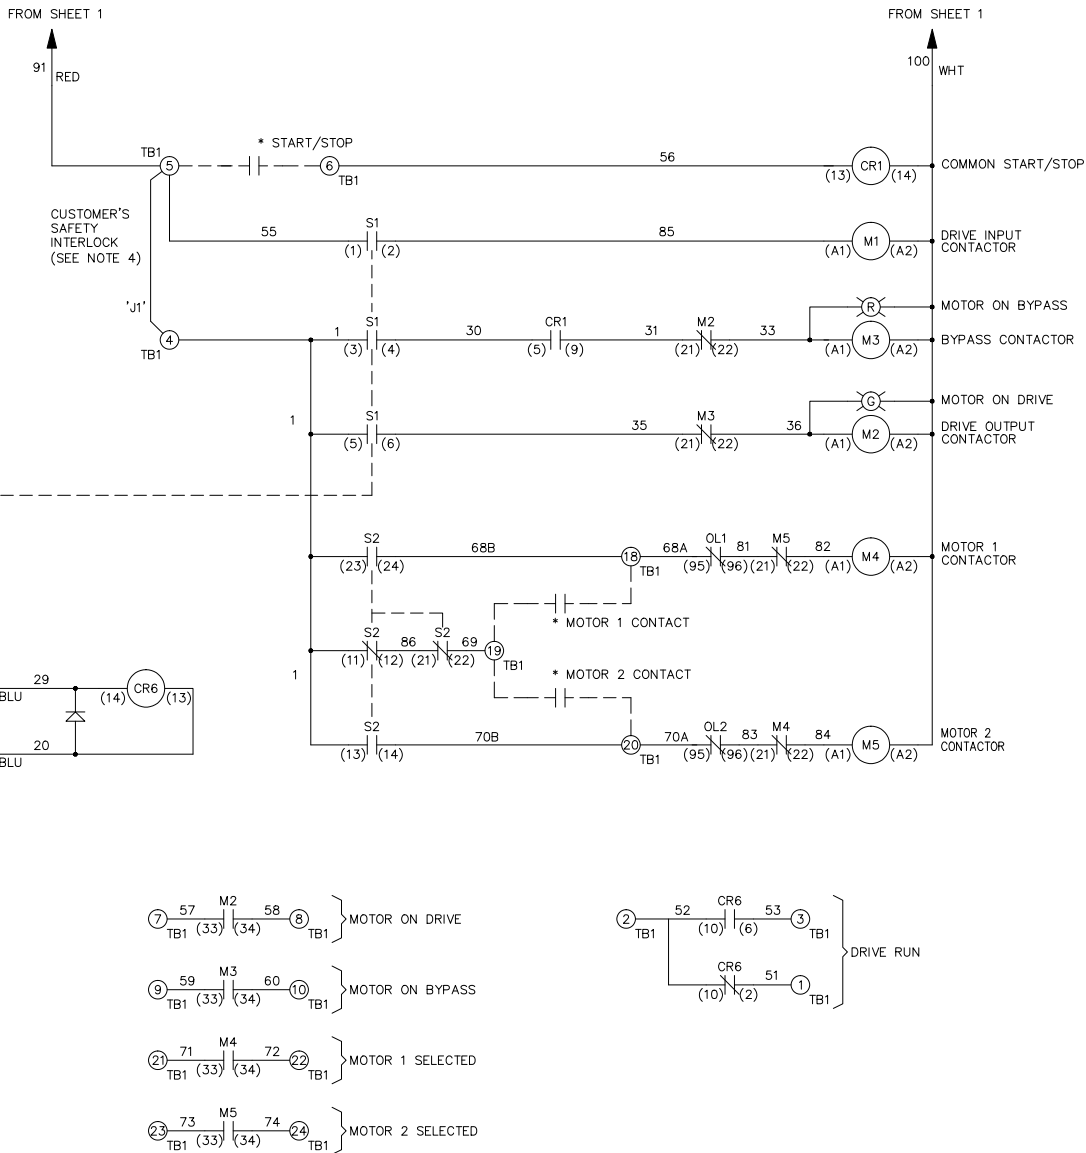 FROM SHEET 1
FROM SHEET 1
91
RED
100
WHT
* START/STOP
TB1
5
6
TB1
56
CR1
(13)
(14)
COMMON START/STOP
CUSTOMER'S
SAFETY
INTERLOCK
(SEE NOTE 4)
55
S1
(1)
(2)
85
M1
(A1)
(A2)
DRIVE INPUT
CONTACTOR
'J1'
R
MOTOR ON BYPASS
4
TB1
1
S1
(3)
(4)
30
CR1
(5)
(9)
31
M2
(21)
(22)
33
M3
(A1)
(A2)
BYPASS CONTACTOR
G
MOTOR ON DRIVE
1
S1
(5)
(6)
35
M3
(21)
(22)
36
M2
(A1)
(A2)
DRIVE OUTPUT
CONTACTOR
S2
(23)
(24)
68B
18
TB1
68A
OL1
(95)
(96)
81
M5
(21)
(22)
82
M4
(A1)
(A2)
MOTOR 1
CONTACTOR
* MOTOR 1 CONTACT
S2
(11)
(12)
86
S2
(21)
(22)
69
19
TB1
1
* MOTOR 2 CONTACT
S2
(13)
(14)
70B
20
TB1
70A
OL2
(95)
(96)
83
M4
(21)
(22)
84
M5
(A1)
(A2)
MOTOR 2
CONTACTOR
29
BLU
(14)
CR6
(13)
20
BLU
7
TB1
57
M2
(33)
(34)
58
8
TB1
MOTOR ON DRIVE
9
TB1
59
M3
(33)
(34)
60
10
TB1
MOTOR ON BYPASS
21
TB1
71
M4
(33)
(34)
72
22
TB1
MOTOR 1 SELECTED
23
TB1
73
M5
(33)
(34)
74
24
TB1
MOTOR 2 SELECTED
2
TB1
52
CR6
(10)
(6)
53
3
TB1
DRIVE RUN
CR6
(10)
(2)
51
1
TB1